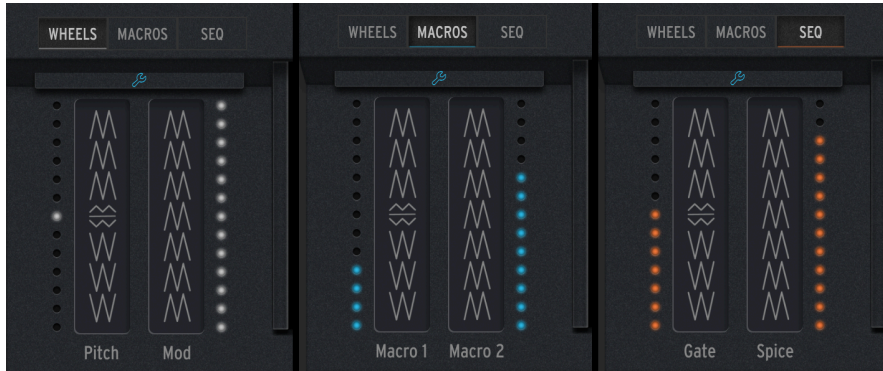 WHEELS MACROS SEQ
Pitch Mod
WHEELS MACROS SEQ
Macro 1 Macro 2
WHEELS MACROS SEQ
Gate Spice